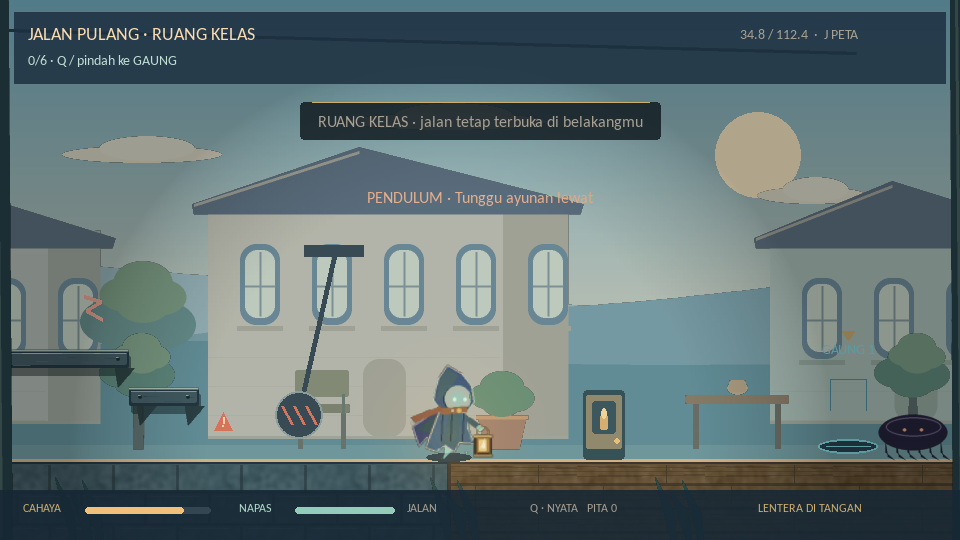 JALAN PULANG · RUANG KELAS
34.8 / 112.4 · J PETA
0/6 · Q / pindah ke GAUNG
RUANG KELAS · jalan tetap terbuka di belakangmu
PENDULUM · Tunggu ayunan lewat
GAUNG
!
CAHAYA
NAPAS
JALAN
Q · NYATA PITA 0
LENTERA DI TANGAN